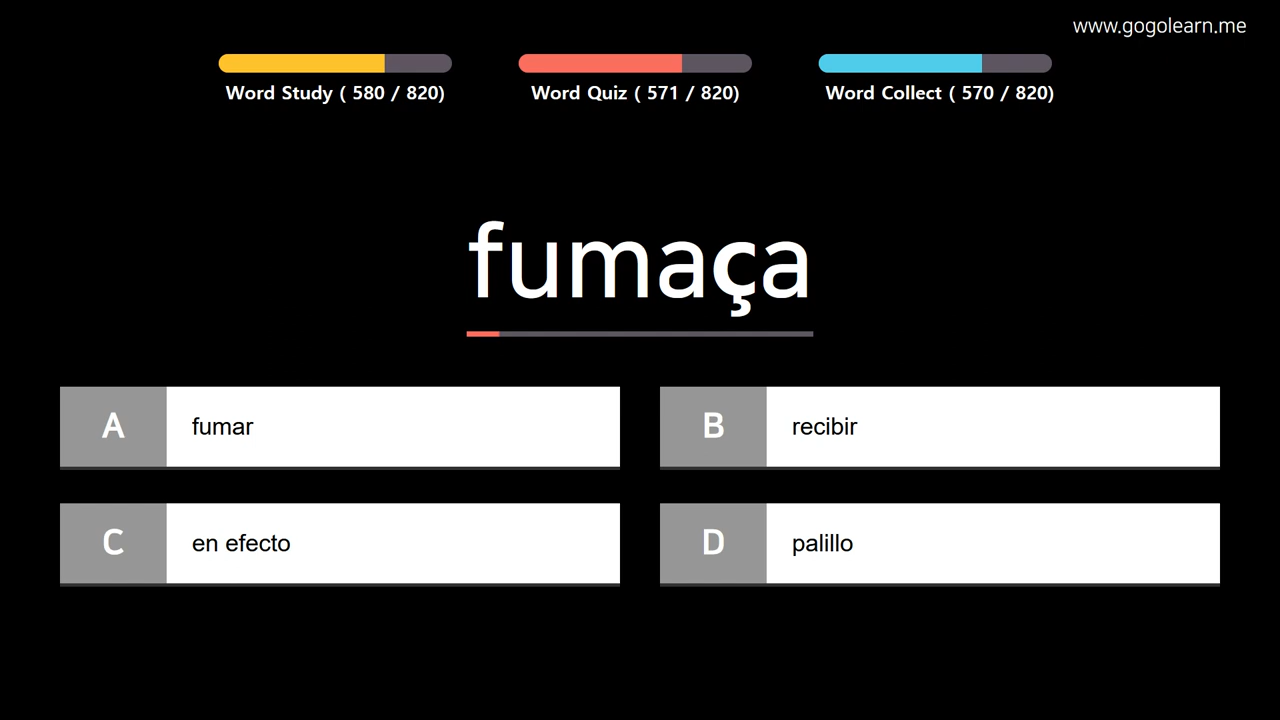 www.gogolearn.me
Word Study ( 580 / 820)
Word Quiz ( 571 / 820)
Word Collect ( 570 / 820)
fumaça
A fumar
B recibir
C en efecto
D palillo